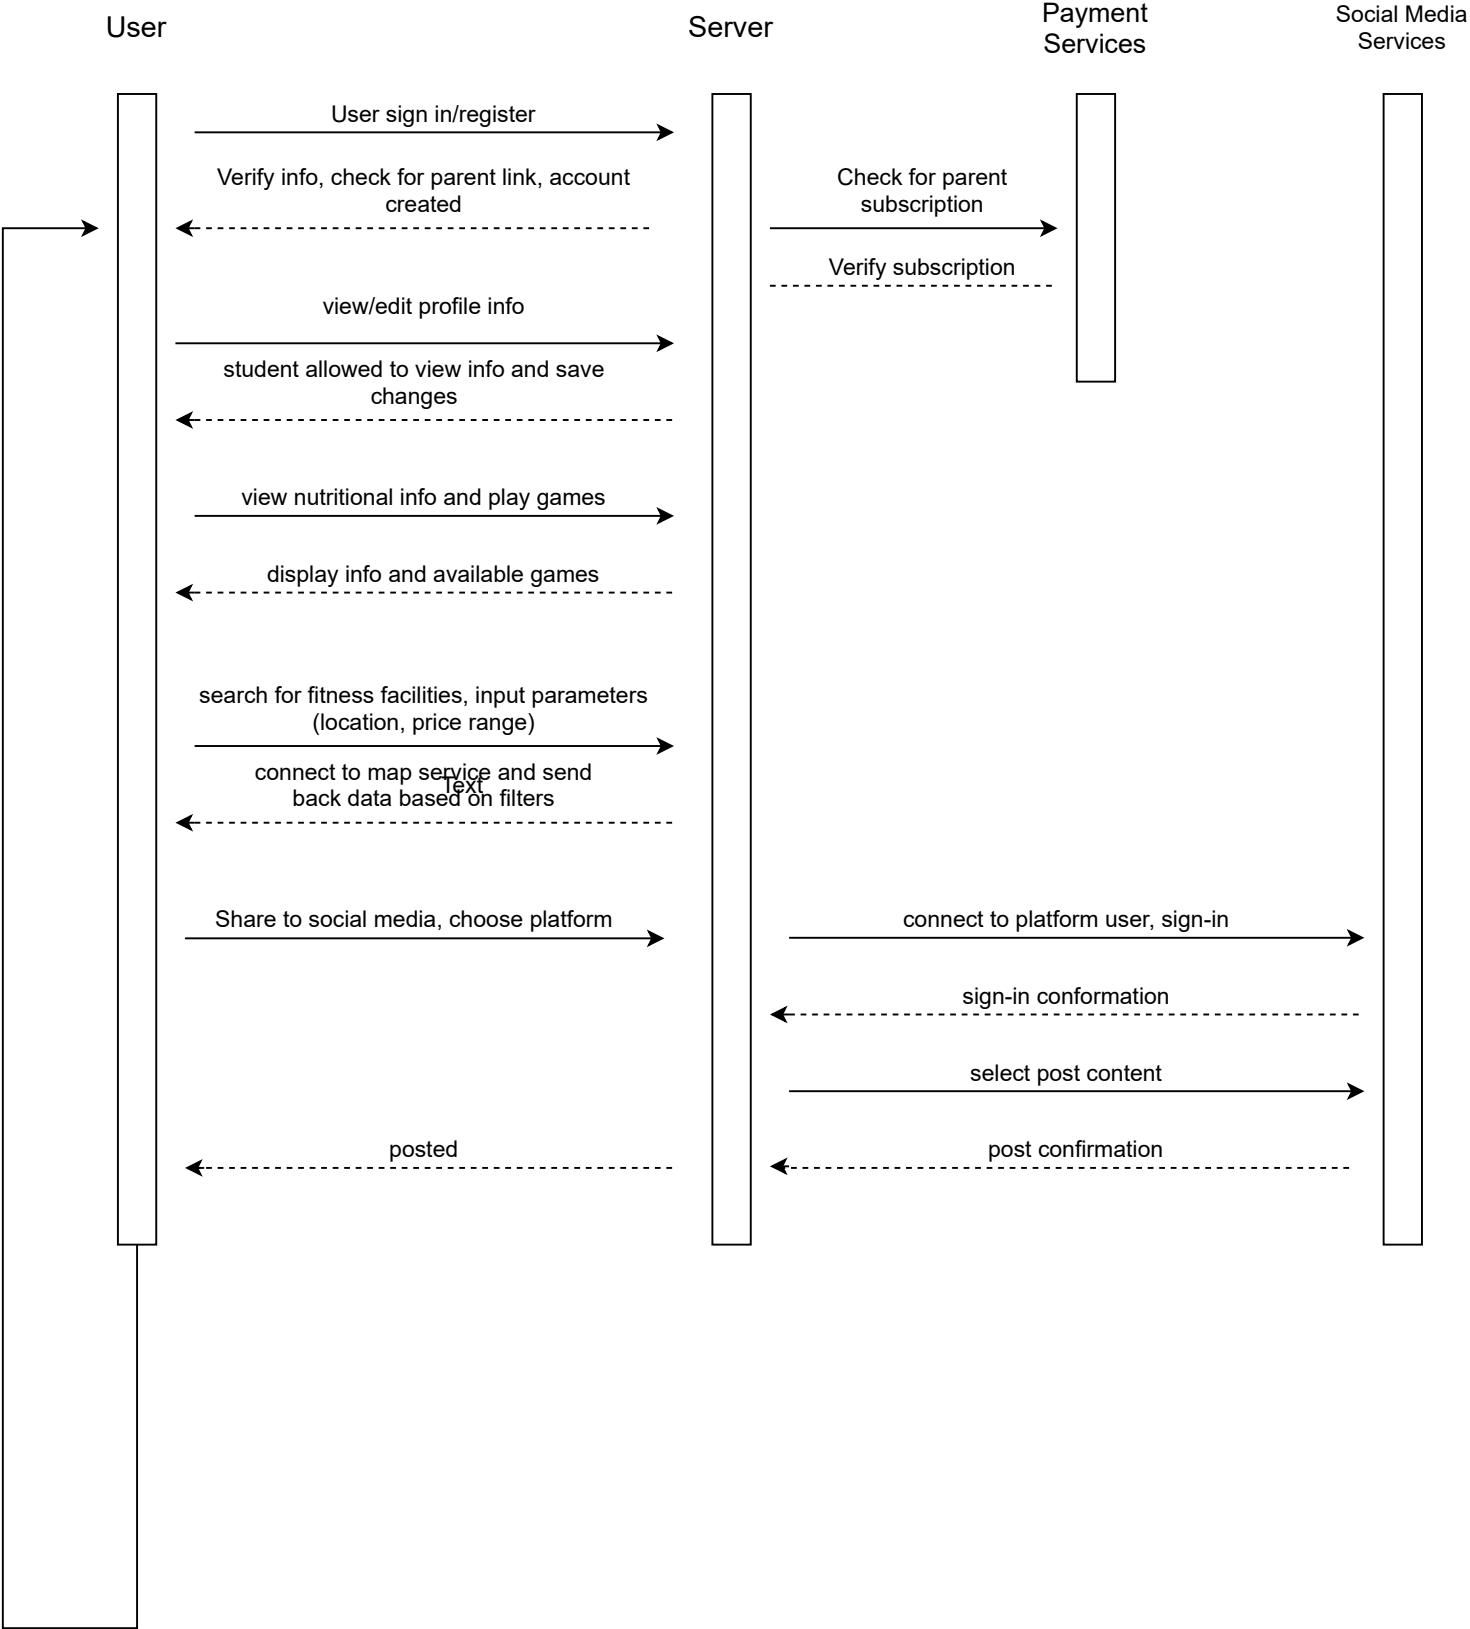 User
Server
Payment
Services
Social Media
Services
User sign in/register
Verify info, check for parent link, account
created
Check for parent
subscription
Verify subscription
view/edit profile info
student allowed to view info and save
changes
view nutritional info and play games
display info and available games
search for fitness facilities, input parameters
(location, price range)
connect to map service and send
Text
back data based on filters
Share to social media, choose platform
connect to platform user, sign-in
sign-in conformation
select post content
posted
post confirmation